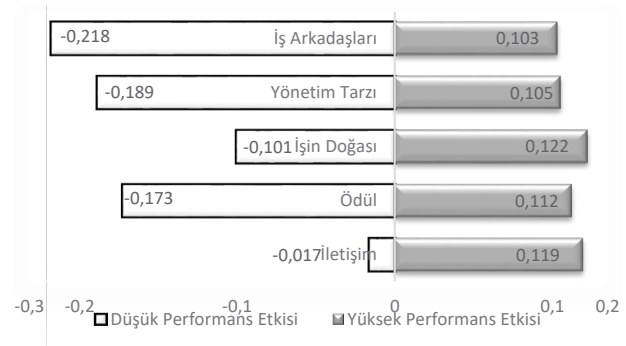 -0,218 İş Arkadaşları 0,103
-0,189 Yönetim Tarzı 0,105
-0,101 İşin Doğası 0,122
-0,173 Ödül 0,112
-0,017 İletişim 0,119
-0,3 -0,2 -0,1 0 0,1 0,2
Düşük Performans Etkisi Yüksek Performans Etkisi